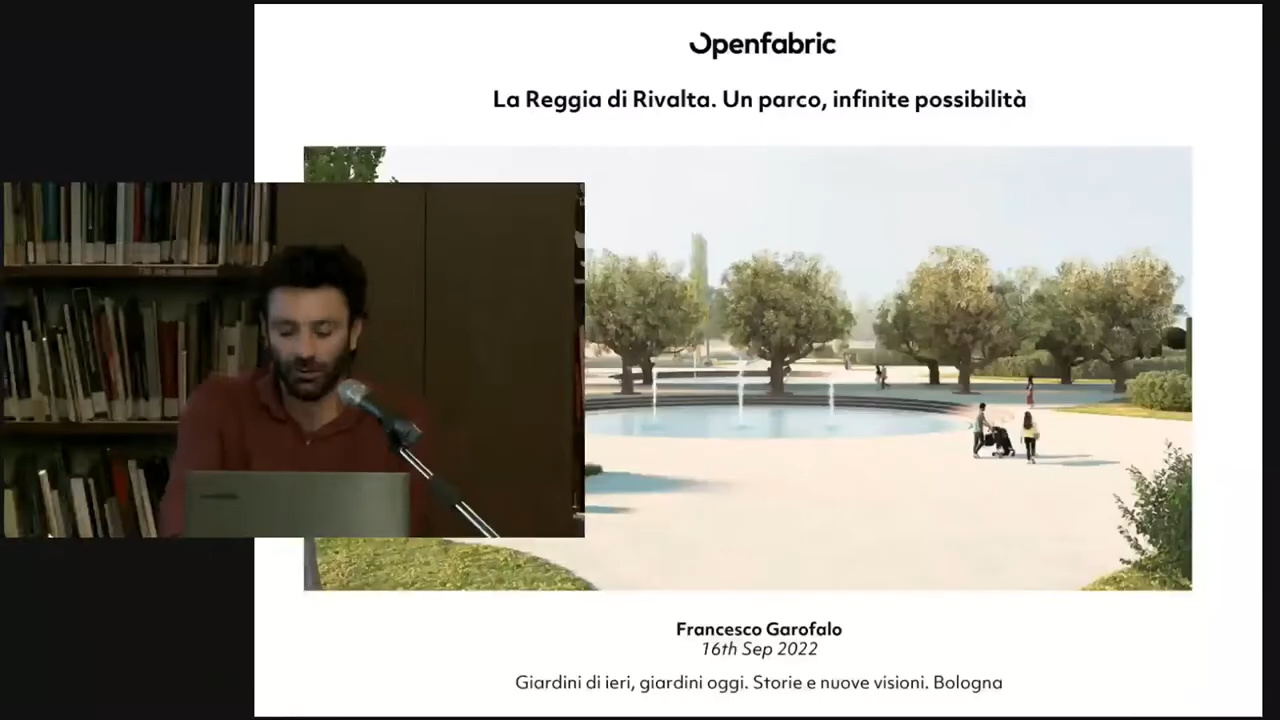 Openfabric
La Reggia di Rivalta. Un parco, infinite possibilità
Francesco Garofalo
16th Sep 2022
Giardini di ieri, giardini oggi. Storie e nuove visioni. Bologna